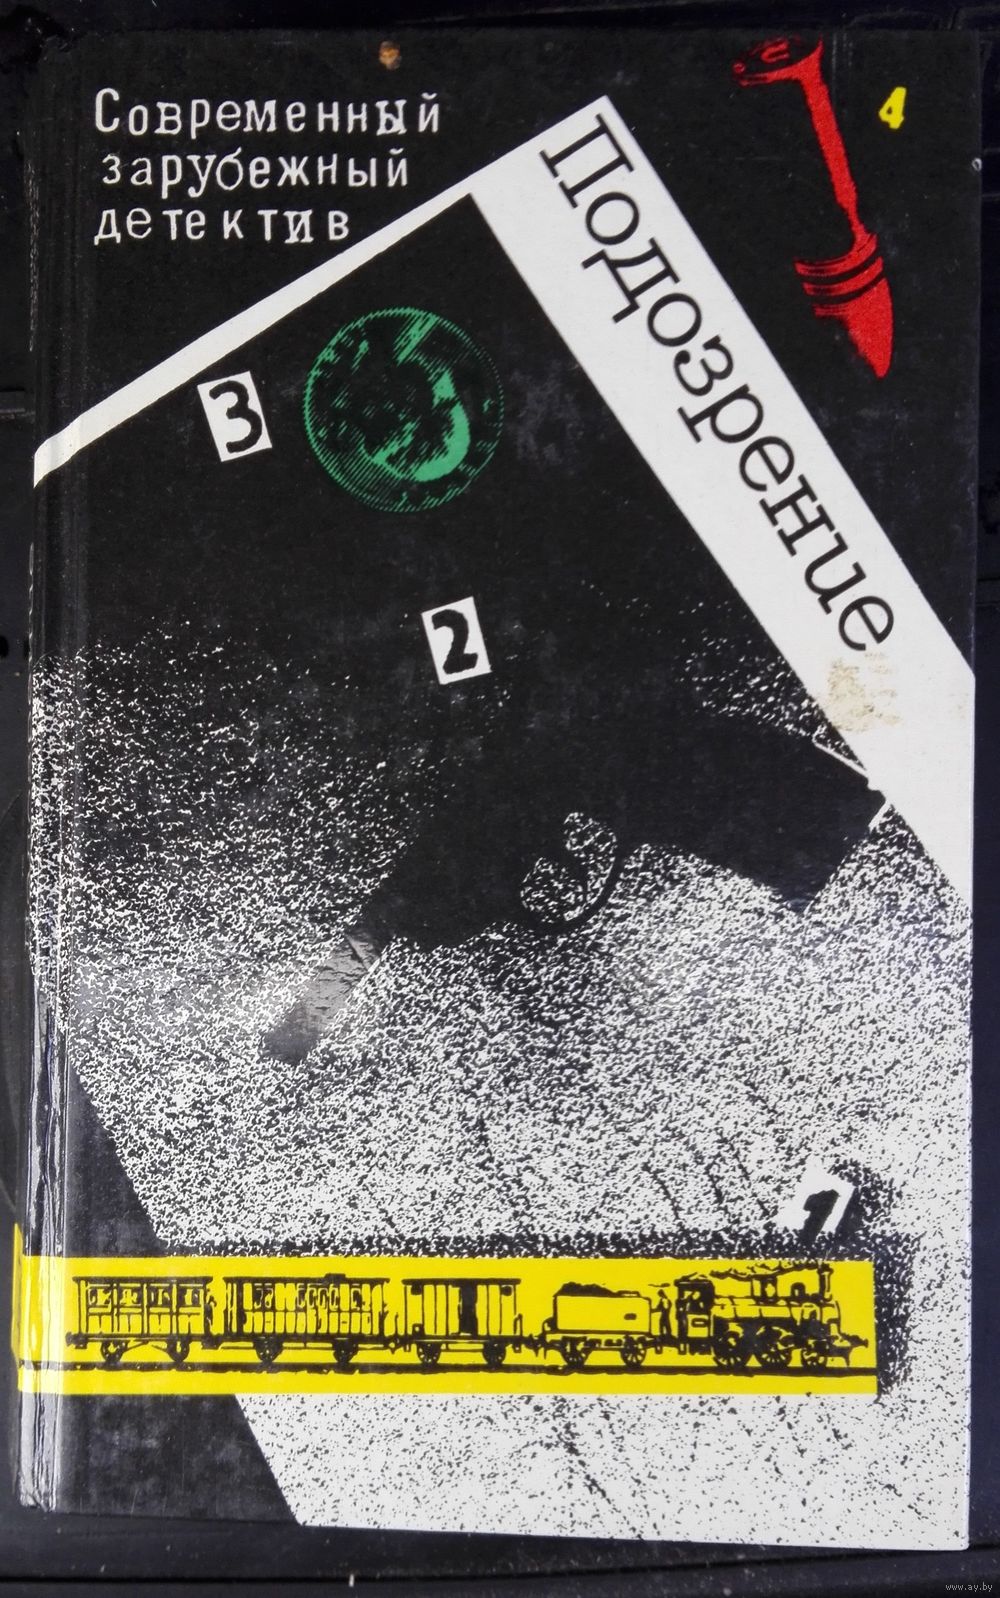 Современный
зарубежный
детектив
Подозрение
4
3
2
1
www.ay.by